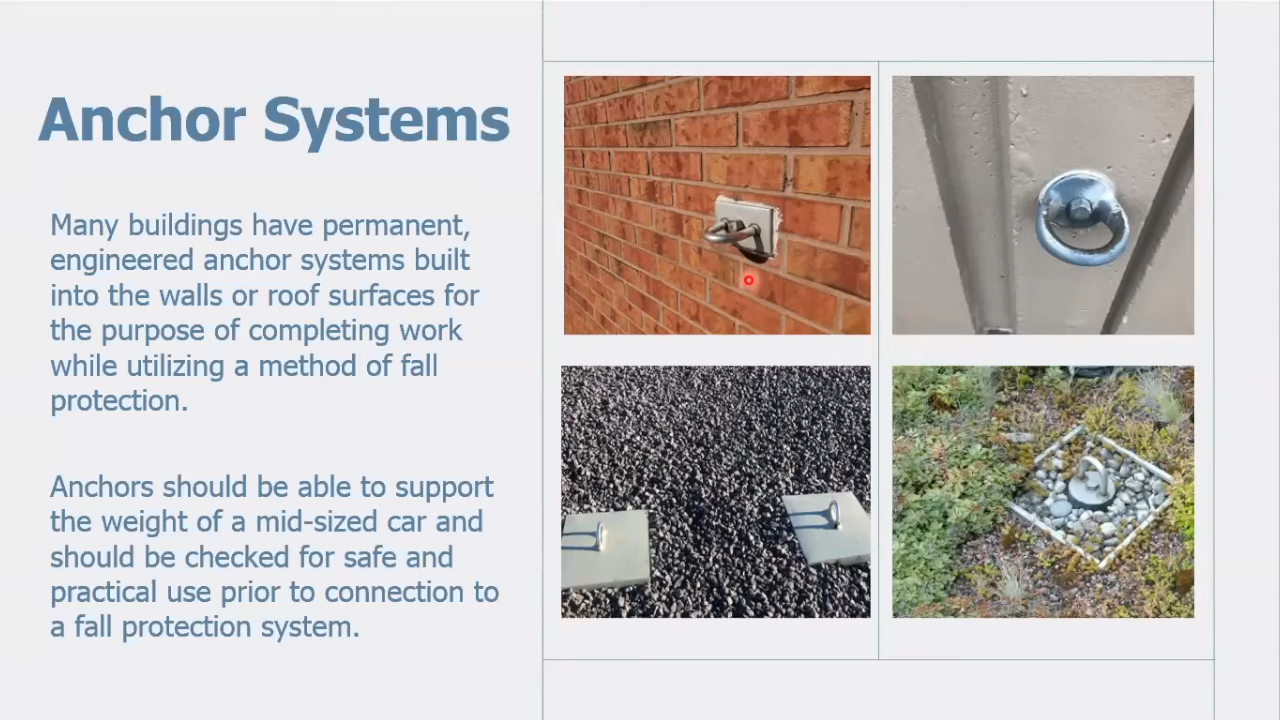 Anchor Systems
Many buildings have permanent,
engineered anchor systems built
into the walls or roof surfaces for
the purpose of completing work
while utilizing a method of fall
protection.
Anchors should be able to support
the weight of a mid-sized car and
should be checked for safe and
practical use prior to connection to
a fall protection system.